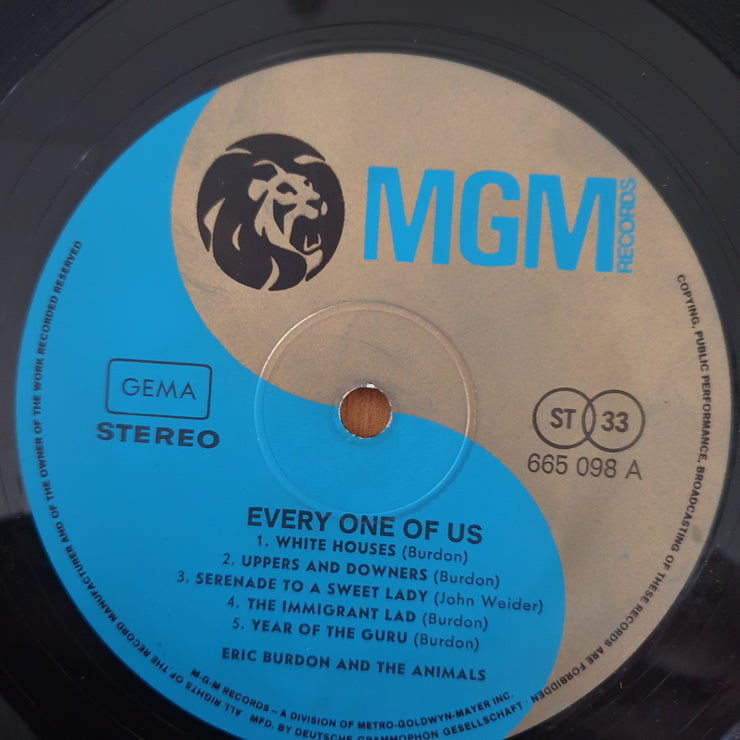 MGM
RECORDS
GEMA
STEREO
ST 33
665 098 A
EVERY ONE OF US
1. WHITE HOUSES (Burdon)
2. UPPERS AND DOWNERS (Burdon)
3. SERENADE TO A SWEET LADY (John Weider)
4. THE IMMIGRANT LAD (Burdon)
5. YEAR OF THE GURU (Burdon)
ERIC BURDON AND THE ANIMALS
M·G·M RECORDS – A DIVISION OF METRO-GOLDWYN-MAYER INC.
MFD. BY DEUTSCHE GRAMMOPHON GESELLSCHAFT ·
ALL RIGHTS OF THE RECORD MANUFACTURER AND OF THE OWNER OF THE WORK RECORDED RESERVED
COPYING, PUBLIC PERFORMANCE, BROADCASTING OF THESE RECORDS ARE FORBIDDEN